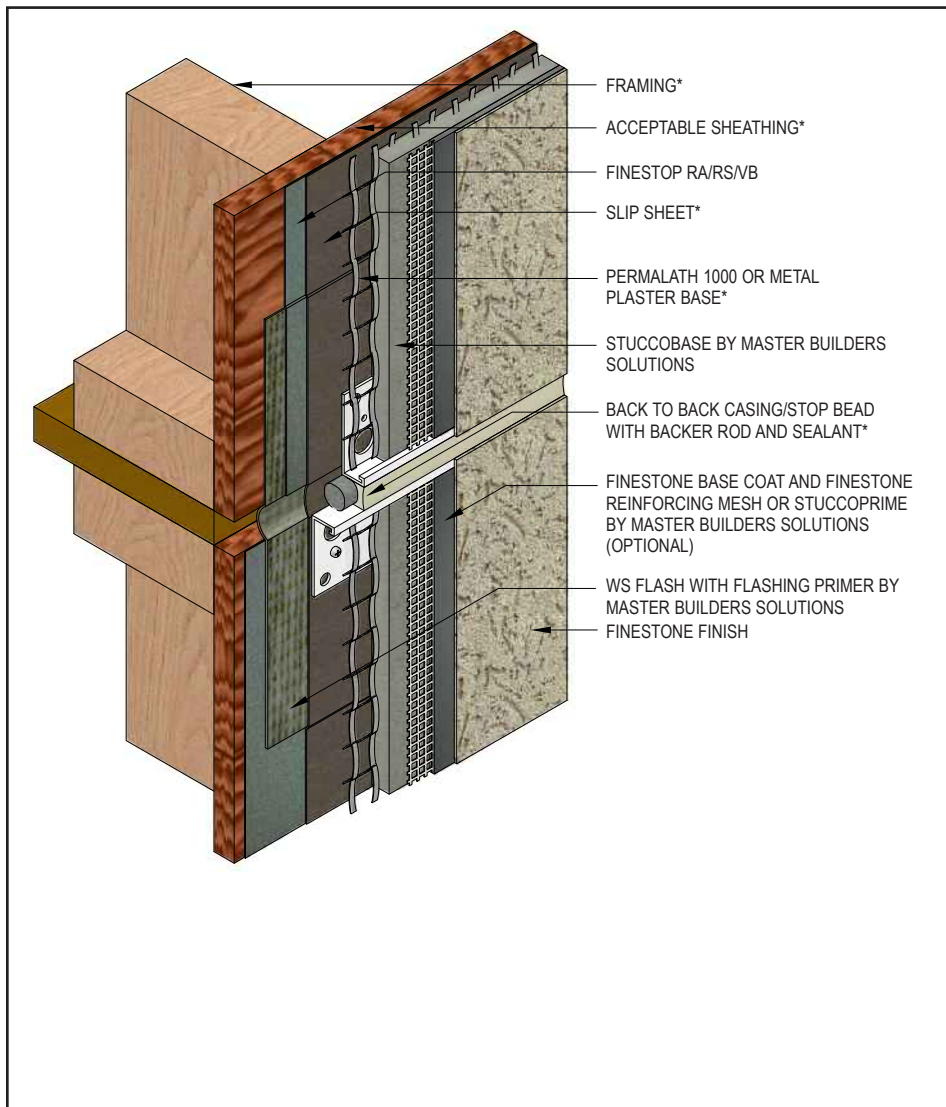 FRAMING*
ACCEPTABLE SHEATHING*
FINESTOP RA/RS/VB
SLIP SHEET*
PERMALATH 1000 OR METAL
PLASTER BASE*
STUCCOBASE BY MASTER BUILDERS
SOLUTIONS
BACK TO BACK CASING/STOP BEAD
WITH BACKER ROD AND SEALANT*
FINESTONE BASE COAT AND FINESTONE
REINFORCING MESH OR STUCCOPRIME
BY MASTER BUILDERS SOLUTIONS
(OPTIONAL)
WS FLASH WITH FLASHING PRIMER BY
MASTER BUILDERS SOLUTIONS
FINESTONE FINISH